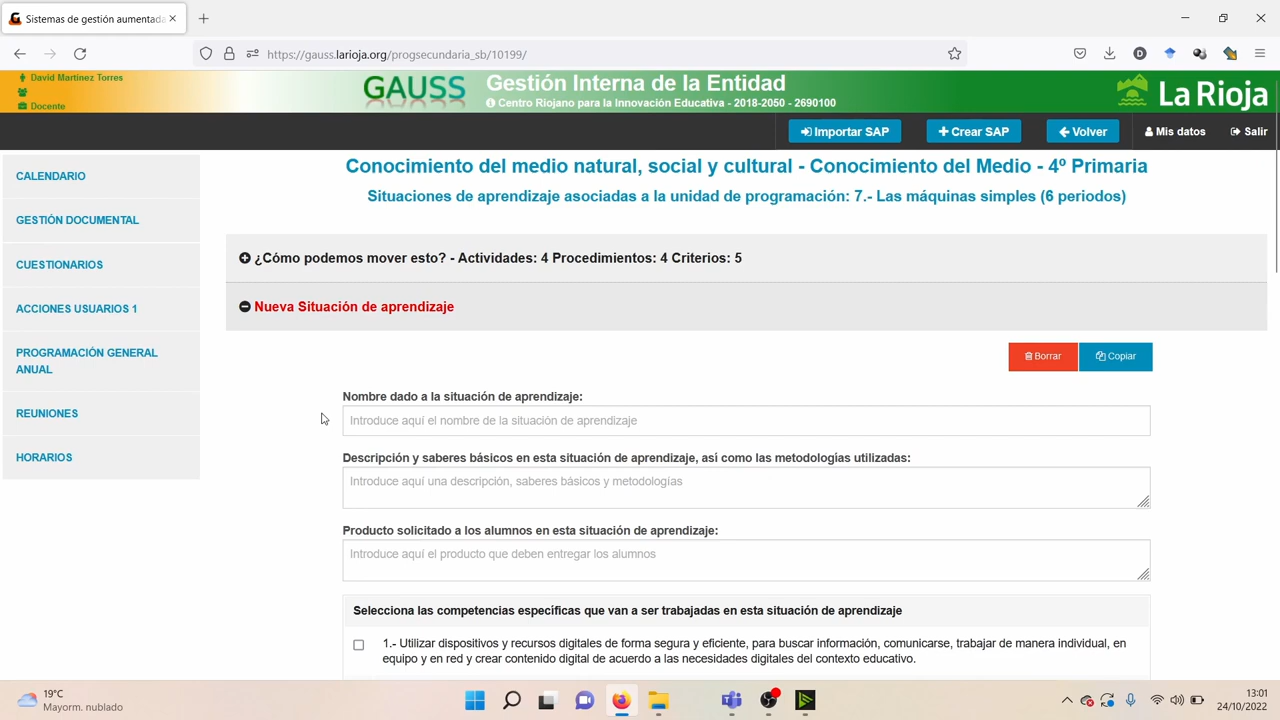 Sistemas de gestión aumentada
https://gauss.larioja.org/progsecundaria_sb/10199/
David Martínez Torres
Docente
GAUSS
Gestión Interna de la Entidad
Centro Riojano para la Innovación Educativa - 2018-2050 - 2690100
La Rioja
Importar SAP
Crear SAP
Volver
Mis datos
Salir
CALENDARIO
GESTIÓN DOCUMENTAL
CUESTIONARIOS
ACCIONES USUARIOS 1
PROGRAMACIÓN GENERAL
ANUAL
REUNIONES
HORARIOS
Conocimiento del medio natural, social y cultural - Conocimiento del Medio - 4º Primaria
Situaciones de aprendizaje asociadas a la unidad de programación: 7.- Las máquinas simples (6 periodos)
¿Cómo podemos mover esto? - Actividades: 4 Procedimientos: 4 Criterios: 5
Nueva Situación de aprendizaje
Borrar
Copiar
Nombre dado a la situación de aprendizaje:
Introduce aquí el nombre de la situación de aprendizaje
Descripción y saberes básicos en esta situación de aprendizaje, así como las metodologías utilizadas:
Introduce aquí una descripción, saberes básicos y metodologías
Producto solicitado a los alumnos en esta situación de aprendizaje:
Introduce aquí el producto que deben entregar los alumnos
Selecciona las competencias específicas que van a ser trabajadas en esta situación de aprendizaje
1.- Utilizar dispositivos y recursos digitales de forma segura y eficiente, para buscar información, comunicarse, trabajar de manera individual, en
equipo y en red y crear contenido digital de acuerdo a las necesidades digitales del contexto educativo.
19°C
Mayorm. nublado
13:01
24/10/2022